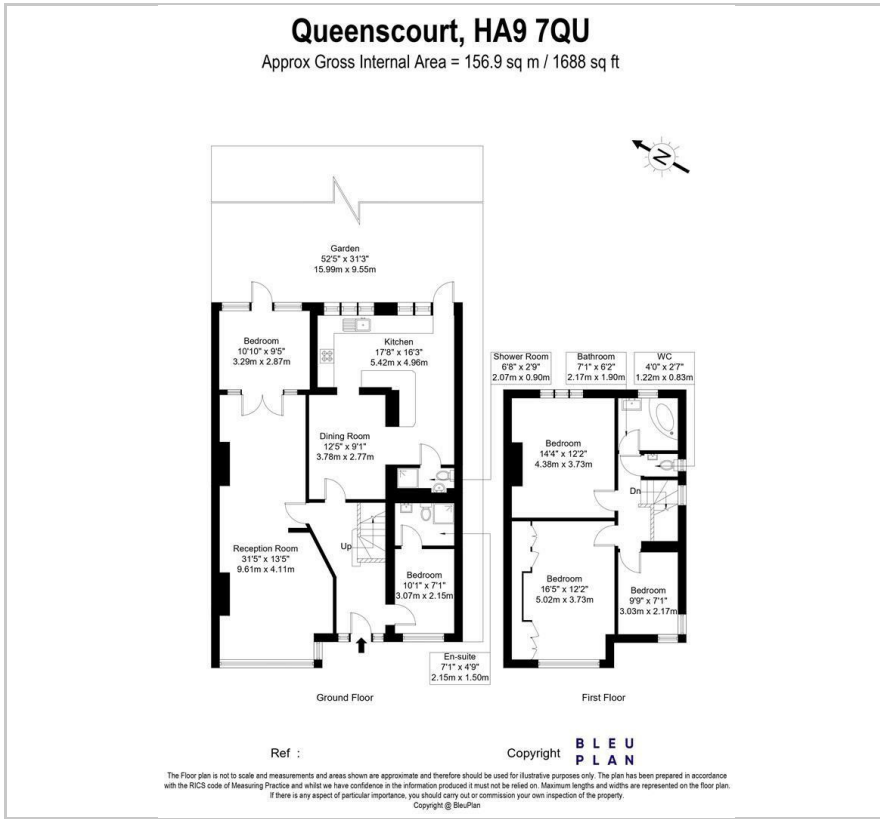 Queenscourt, HA9 7QU
Approx Gross Internal Area = 156.9 sq m / 1688 sq ft
N
Garden
52'5" x 31'3"
15.99m x 9.55m
Bedroom
10'10" x 9'5"
3.29m x 2.87m
Kitchen
17'8" x 16'3"
5.42m x 4.96m
Dining Room
12'5" x 9'1"
3.78m x 2.77m
Reception Room
31'5" x 13'5"
9.61m x 4.11m
Up
Bedroom
10'1" x 7'1"
3.07m x 2.15m
En-suite
7'1" x 4'9"
2.15m x 1.50m
Ground Floor
Shower Room
6'8" x 2'9"
2.07m x 0.90m
Bathroom
7'1" x 6'2"
2.17m x 1.90m
WC
4'0" x 2'7"
1.22m x 0.83m
Bedroom
14'4" x 12'2"
4.38m x 3.73m
Dn
Bedroom
16'5" x 12'2"
5.02m x 3.73m
Bedroom
9'9" x 7'1"
3.03m x 2.17m
First Floor
Ref :
Copyright
BLEU
PLAN
The Floor plan is not to scale and measurements and areas shown are approximate and therefore should be used for illustrative purposes only. The plan has been prepared in accordance
with the RICS code of Measuring Practice and whilst we have confidence in the information produced it must not be relied on. Maximum lengths and widths are represented on the floor plan.
If there is any aspect of particular importance, you should carry out or commission your own inspection of the property.
Copyright @ BleuPlan